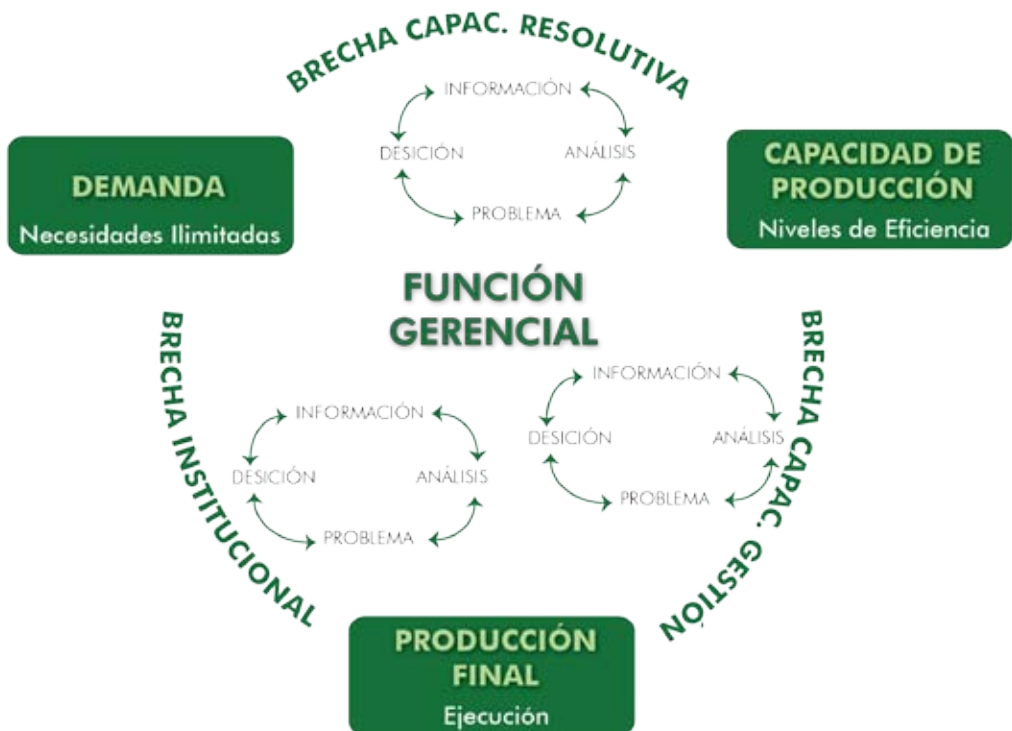 BRECHA CAPAC. RESOLUTIVA
INFORMACIÓN
DESICIÓN
ANÁLISIS
PROBLEMA
DEMANDA
Necesidades Ilimitadas
CAPACIDAD DE
PRODUCCIÓN
Niveles de Eficiencia
FUNCIÓN
GERENCIAL
BRECHA INSTITUCIONAL
INFORMACIÓN
DESICIÓN
ANÁLISIS
PROBLEMA
INFORMACIÓN
DESICIÓN
ANÁLISIS
PROBLEMA
BRECHA CAPAC. GESTIÓN
PRODUCCIÓN
FINAL
Ejecución